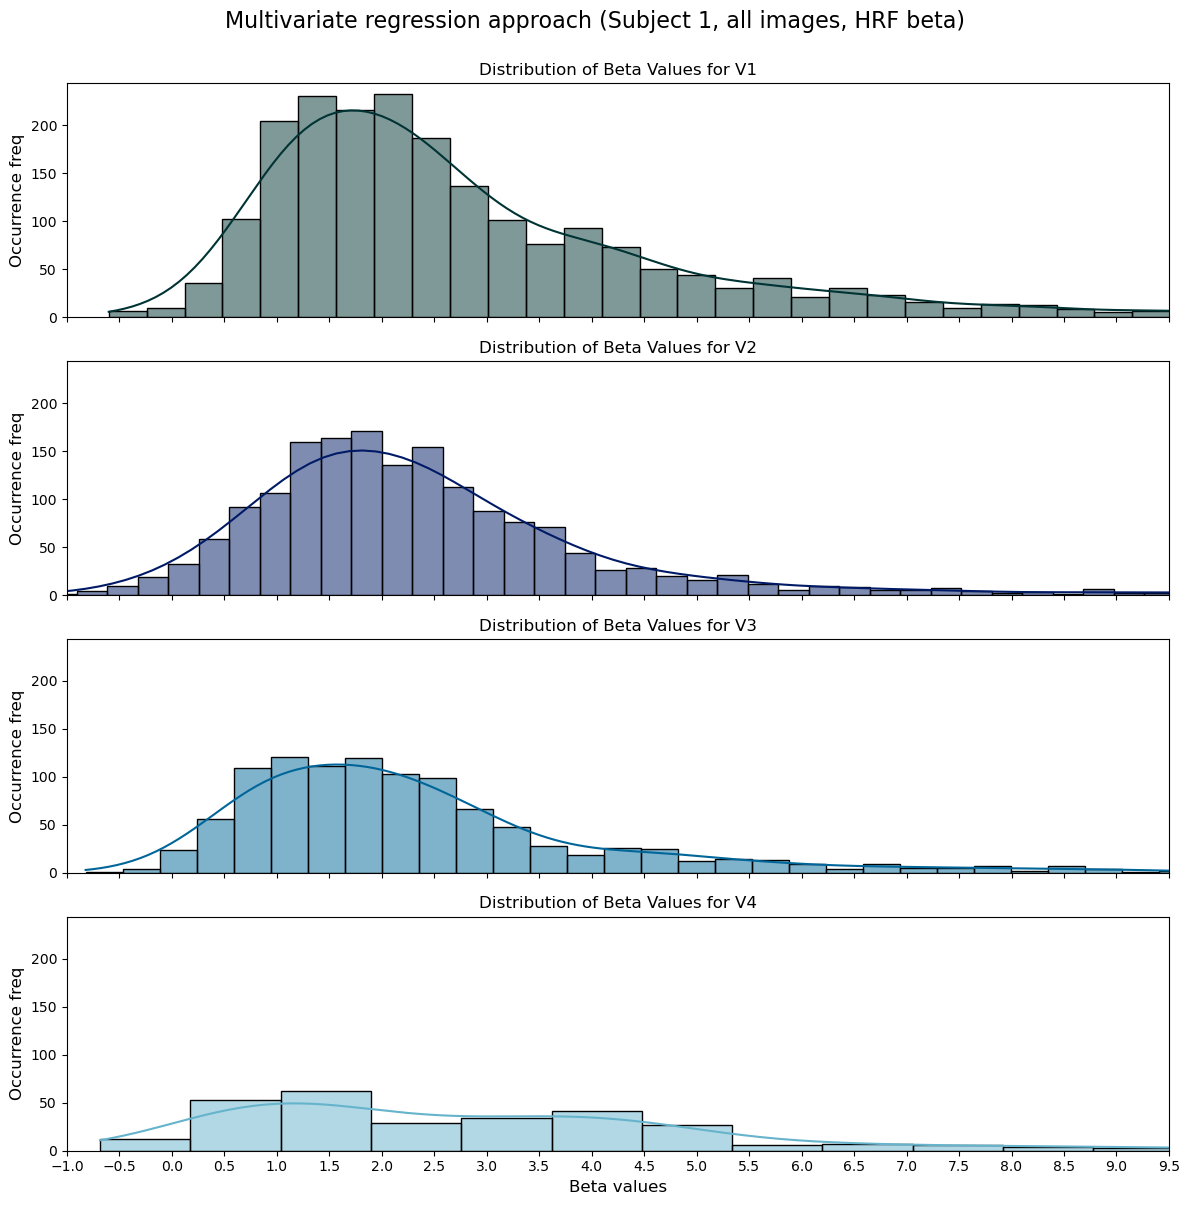 Multivariate regression approach (Subject 1, all images, HRF beta)
Distribution of Beta Values for V1
Occurrence freq
200
150
100
50
0
Distribution of Beta Values for V2
Occurrence freq
200
150
100
50
0
Distribution of Beta Values for V3
Occurrence freq
200
150
100
50
0
Distribution of Beta Values for V4
Occurrence freq
200
150
100
50
0
−1.0 −0.5 0.0 0.5 1.0 1.5 2.0 2.5 3.0 3.5 4.0 4.5 5.0 5.5 6.0 6.5 7.0 7.5 8.0 8.5 9.0 9.5
Beta values